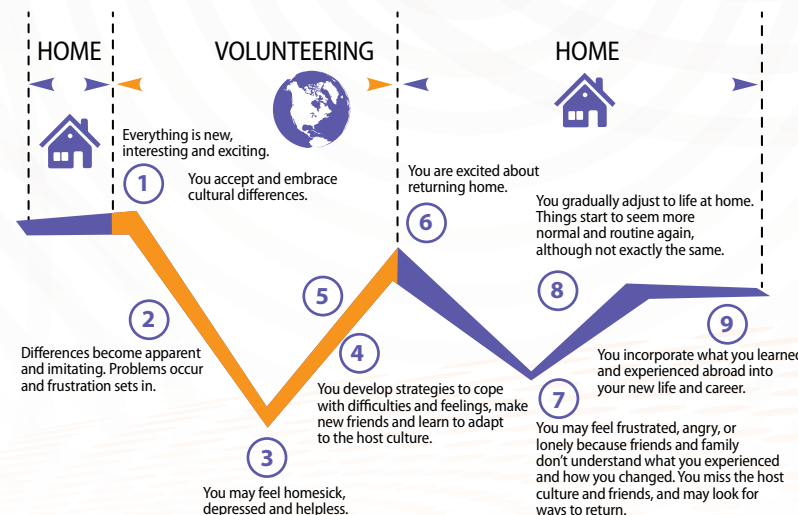 HOME
VOLUNTEERING
HOME
Everything is new,
interesting and exciting.
1
You accept and embrace
cultural differences.
2
Differences become apparent
and imitating. Problems occur
and frustration sets in.
3
You may feel homesick,
depressed and helpless.
4
You develop strategies to cope
with difficulties and feelings, make
new friends and learn to adapt
to the host culture.
5
You are excited about
returning home.
6
7
You may feel frustrated, angry, or
lonely because friends and family
don't understand what you experienced
and how you changed. You miss the host
culture and friends, and may look for
ways to return.
You gradually adjust to life at home.
Things start to seem more
normal and routine again,
although not exactly the same.
8
9
You incorporate what you learned
and experienced abroad into
your new life and career.